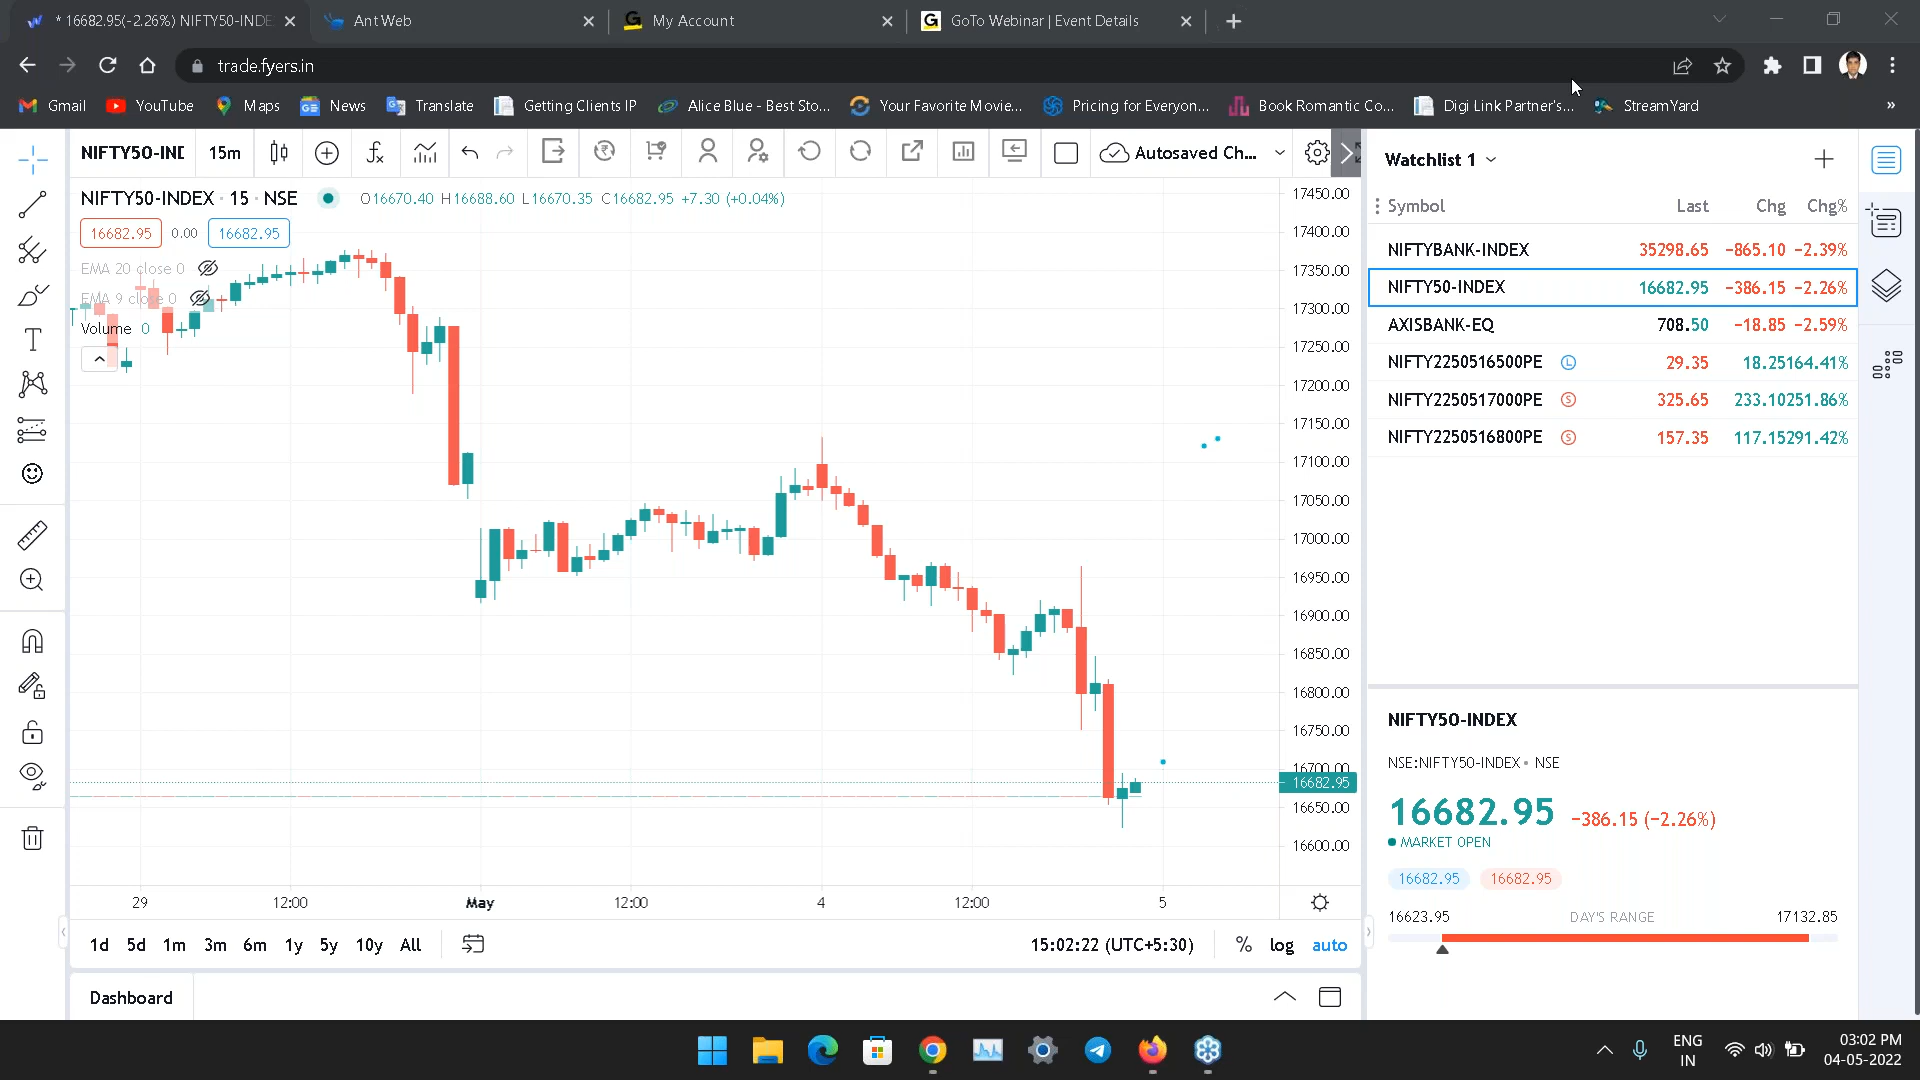 * 16682.95(-2.26%) NIFTY50-INDE
Ant Web
My Account
GoTo Webinar | Event Details
trade.fyers.in
Gmail
YouTube
Maps
News
Translate
Getting Clients IP
Alice Blue - Best Sto...
Your Favorite Movie...
Pricing for Everyon...
Book Romantic Co...
Digi Link Partner's...
StreamYard
NIFTY50-IND
15m
Autosaved Ch...
NIFTY50-INDEX · 15 · NSE
O16670.40 H16688.60 L16670.35 C16682.95 +7.30 (+0.04%)
16682.95 0.00 16682.95
EMA 20 close 0
EMA 9 close 0
Volume 0
17450.00
17400.00
17350.00
17300.00
17250.00
17200.00
17150.00
17100.00
17050.00
17000.00
16950.00
16900.00
16850.00
16800.00
16750.00
16700.00
16682.95
16650.00
16600.00
29 12:00 May 12:00 4 12:00 5
1d 5d 1m 3m 6m 1y 5y 10y All
15:02:22 (UTC+5:30) % log auto
Dashboard
Watchlist 1
Symbol Last Chg Chg%
NIFTYBANK-INDEX 35298.65 −865.10 −2.39%
NIFTY50-INDEX 16682.95 −386.15 −2.26%
AXISBANK-EQ 708.50 −18.85 −2.59%
NIFTY2250516500PE L 29.35 18.25164.41%
NIFTY2250517000PE S 325.65 233.10251.86%
NIFTY2250516800PE S 157.35 117.15291.42%
NIFTY50-INDEX
NSE:NIFTY50-INDEX • NSE
16682.95 −386.15 (−2.26%)
MARKET OPEN
16682.95 16682.95
16623.95 DAY'S RANGE 17132.85
ENG
IN
03:02 PM
04-05-2022